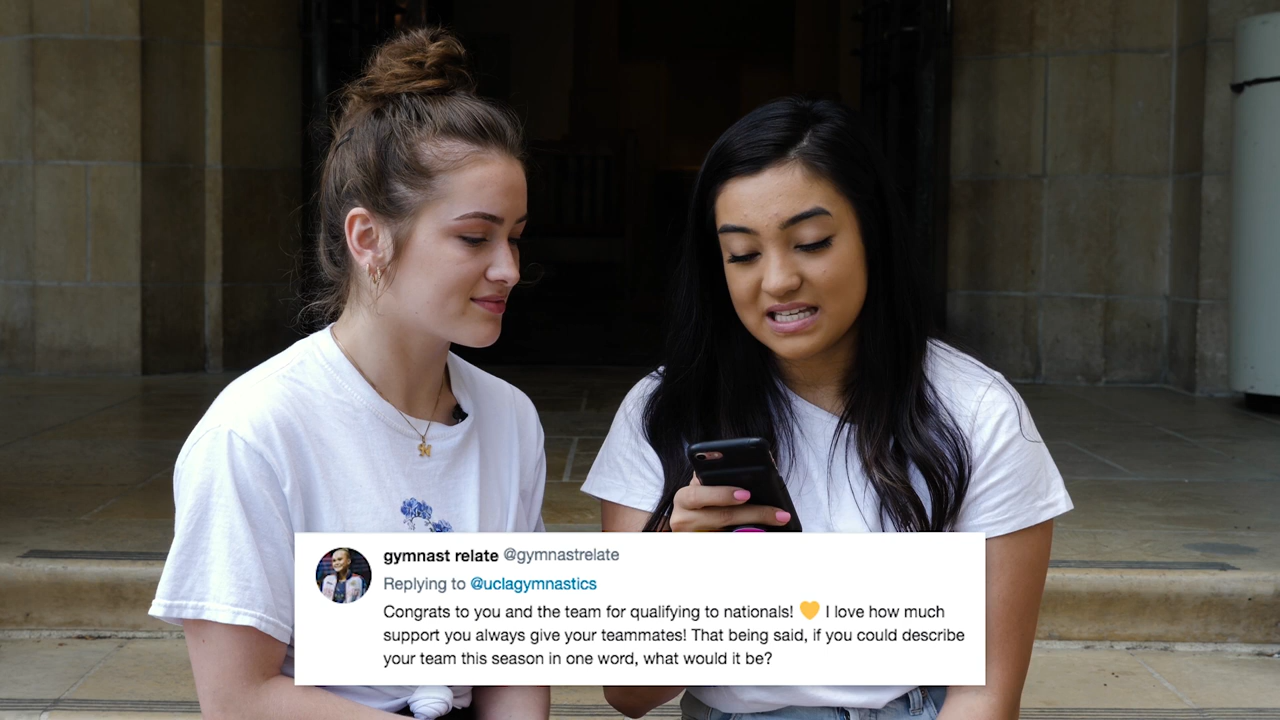 gymnast relate @gymnastrelate
Replying to @uclagymnastics
Congrats to you and the team for qualifying to nationals! 💛 I love how much
support you always give your teammates! That being said, if you could describe
your team this season in one word, what would it be?